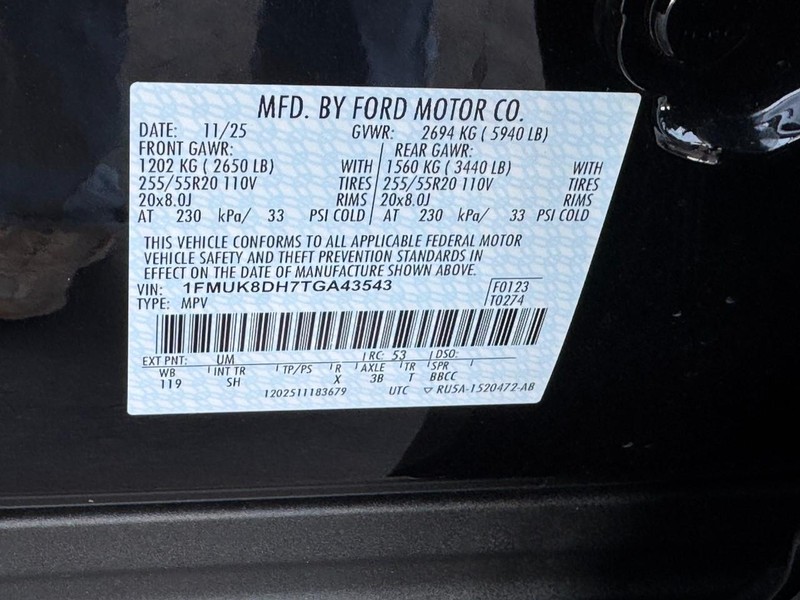 MFD. BY FORD MOTOR CO.
DATE: 11/25 GVWR: 2694 KG ( 5940 LB)
FRONT GAWR: REAR GAWR:
1202 KG ( 2650 LB) WITH 1560 KG ( 3440 LB) WITH
255/55R20 110V TIRES 255/55R20 110V TIRES
20x8.0J RIMS 20x8.0J RIMS
AT 230 kPa/ 33 PSI COLD AT 230 kPa/ 33 PSI COLD
THIS VEHICLE CONFORMS TO ALL APPLICABLE FEDERAL MOTOR
VEHICLE SAFETY AND THEFT PREVENTION STANDARDS IN
EFFECT ON THE DATE OF MANUFACTURE SHOWN ABOVE.
VIN: 1FMUK8DH7TGA43543 F0123
TYPE: MPV T0274
EXT PNT: UM RC: 53 DSO:
WB INT TR TP/PS R AXLE TR SPR
119 SH X 3B T BBCC
1202511183679 UTC RU5A-1520472-AB